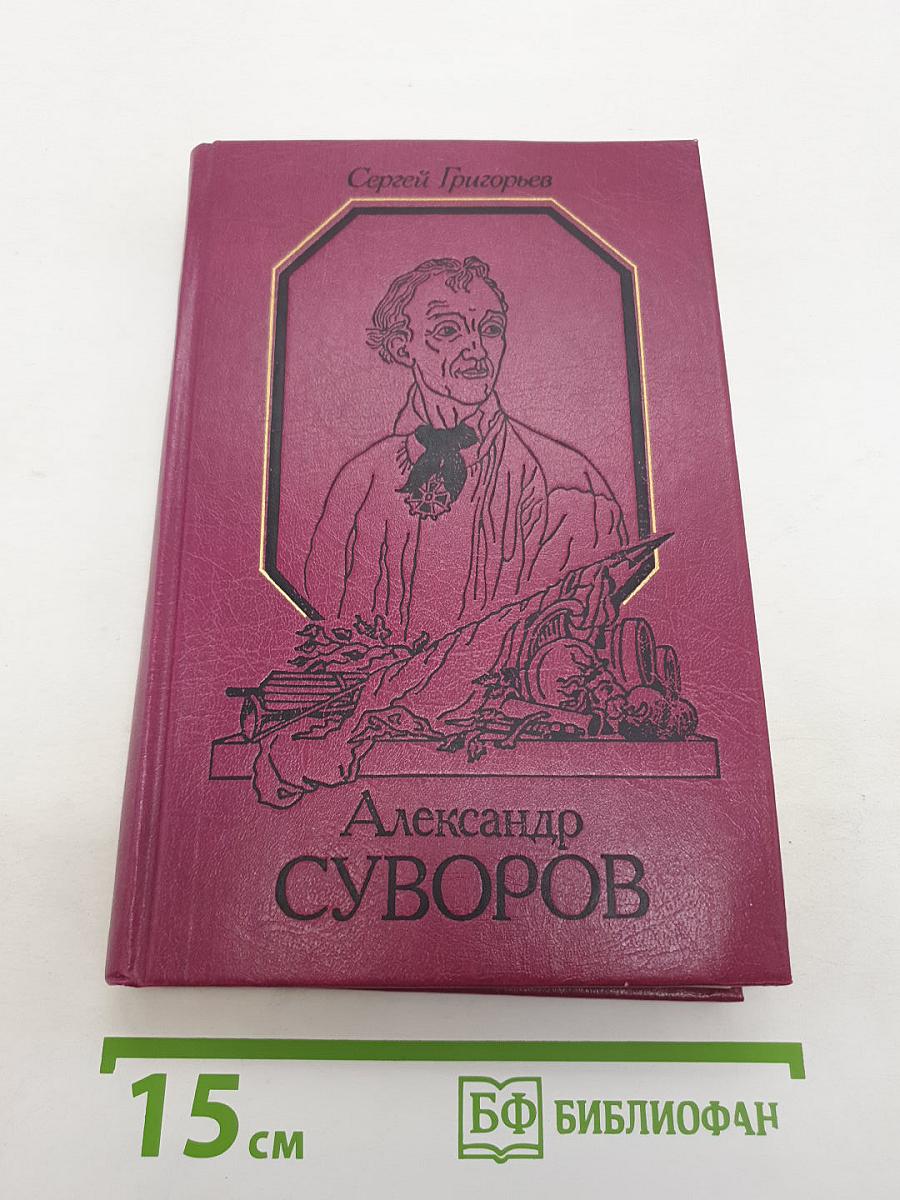 Сергей Григорьев
Александр
СУВОРОВ
15 см
БФ БИБЛИОФАН